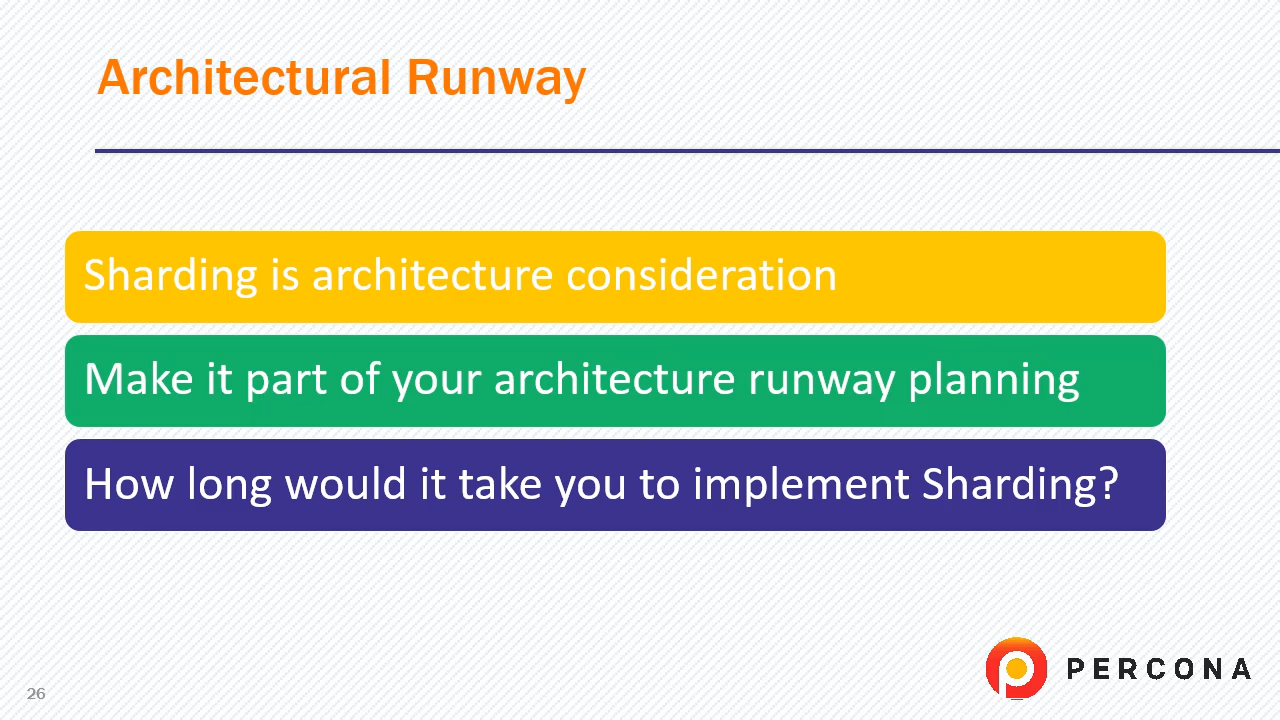 Architectural Runway
Sharding is architecture consideration
Make it part of your architecture runway planning
How long would it take you to implement Sharding?
26
PERCONA